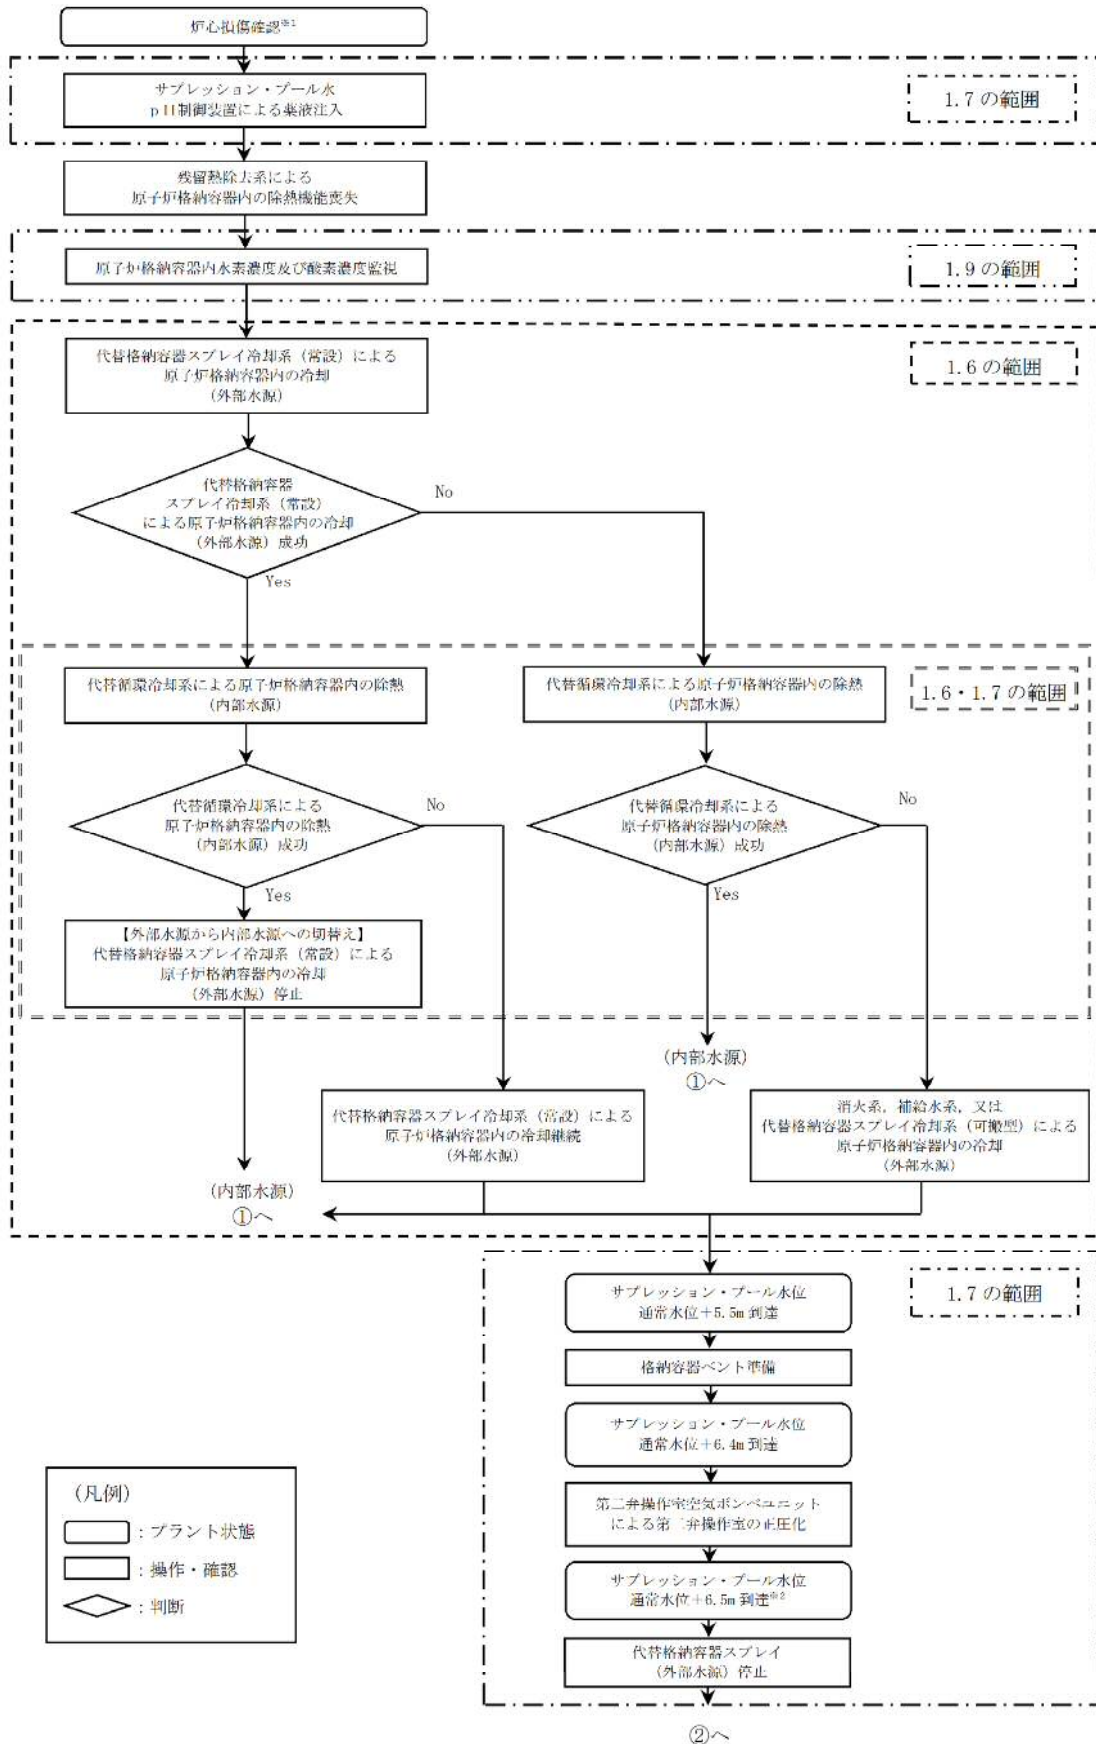 炉心損傷確認※1
サプレッション・プール水
pH制御装置による薬液注入
1.7の範囲
残留熱除去系による
原子炉格納容器内の除熱機能喪失
原子炉格納容器内水素濃度及び酸素濃度監視
1.9の範囲
代替格納容器スプレイ冷却系（常設）による
原子炉格納容器内の冷却
（外部水源）
1.6の範囲
代替格納容器
スプレイ冷却系（常設）
による原子炉格納容器内の冷却
（外部水源）成功
No
Yes
代替循環冷却系による原子炉格納容器内の除熱
（内部水源）
代替循環冷却系による原子炉格納容器内の除熱
（内部水源）
1.6・1.7の範囲
代替循環冷却系による
原子炉格納容器内の除熱
（内部水源）成功
No
Yes
代替循環冷却系による
原子炉格納容器内の除熱
（内部水源）成功
No
Yes
【外部水源から内部水源への切替え】
代替格納容器スプレイ冷却系（常設）による
原子炉格納容器内の冷却
（外部水源）停止
（内部水源）
①へ
代替格納容器スプレイ冷却系（常設）による
原子炉格納容器内の冷却継続
（外部水源）
消火系，補給水系，又は
代替格納容器スプレイ冷却系（可搬型）による
原子炉格納容器内の冷却
（外部水源）
（内部水源）
①へ
サプレッション・プール水位
通常水位＋5.5m到達
1.7の範囲
格納容器ベント準備
サプレッション・プール水位
通常水位＋6.4m到達
第二弁操作室空気ボンベユニット
による第二弁操作室の正圧化
サプレッション・プール水位
通常水位＋6.5m到達※2
代替格納容器スプレイ
（外部水源）停止
②へ
（凡例）
：プラント状態
：操作・確認
：判断